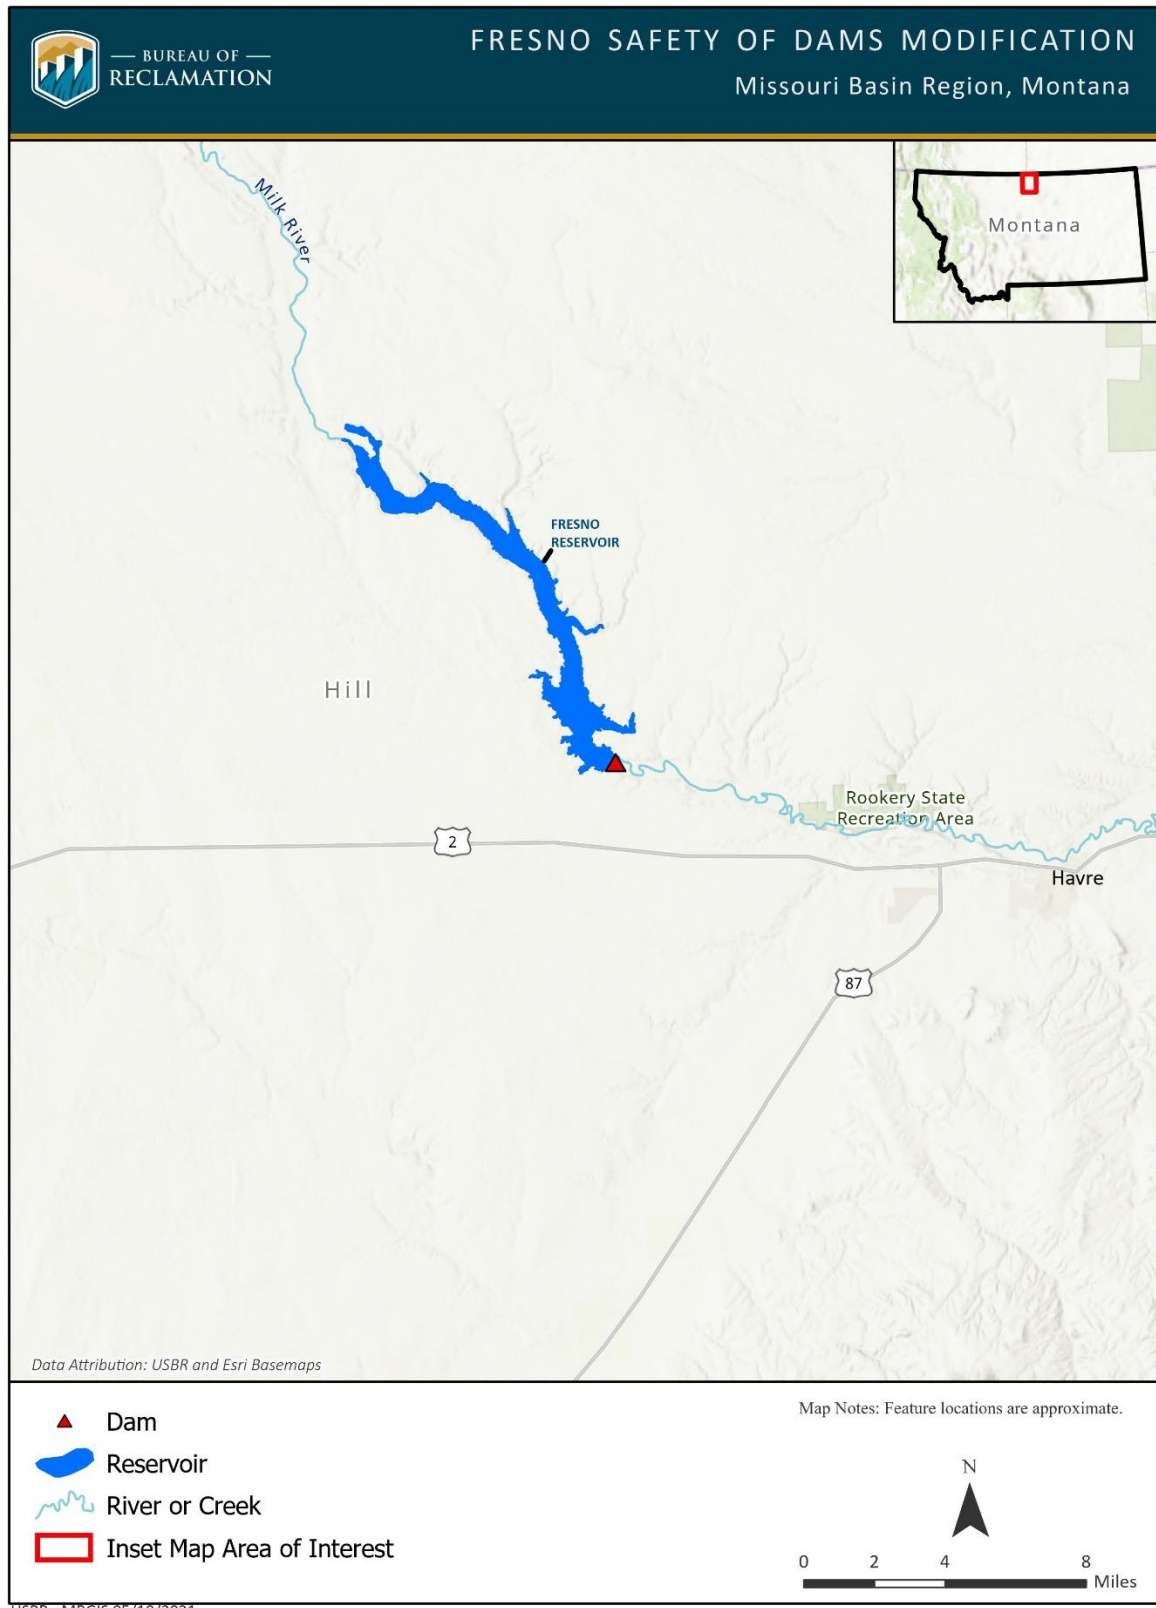 BUREAU OF
RECLAMATION
FRESNO SAFETY OF DAMS MODIFICATION
Missouri Basin Region, Montana
Milk River
Montana
FRESNO
RESERVOIR
Hill
Rookery State
Recreation Area
2
Havre
87
Data Attribution: USBR and Esri Basemaps
Dam
Reservoir
River or Creek
Inset Map Area of Interest
Map Notes: Feature locations are approximate.
N
0 2 4 8
Miles